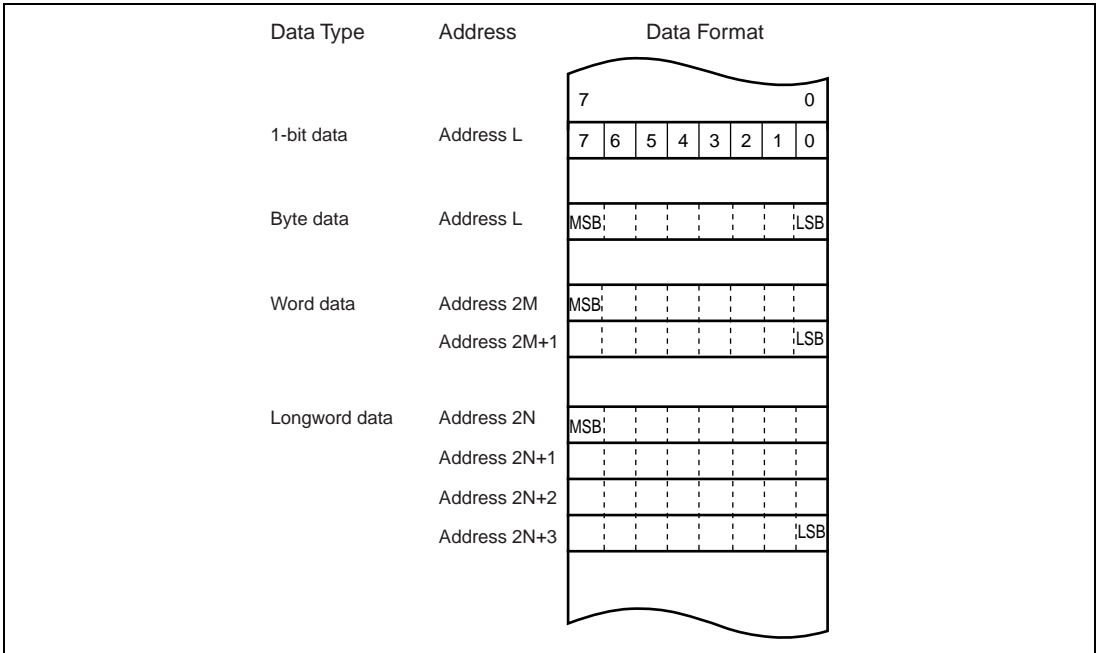 Data Type Address Data Format
7 0
1-bit data Address L 7 6 5 4 3 2 1 0
Byte data Address L MSB LSB
Word data Address 2M MSB
Address 2M+1 LSB
Longword data Address 2N MSB
Address 2N+1
Address 2N+2
Address 2N+3 LSB